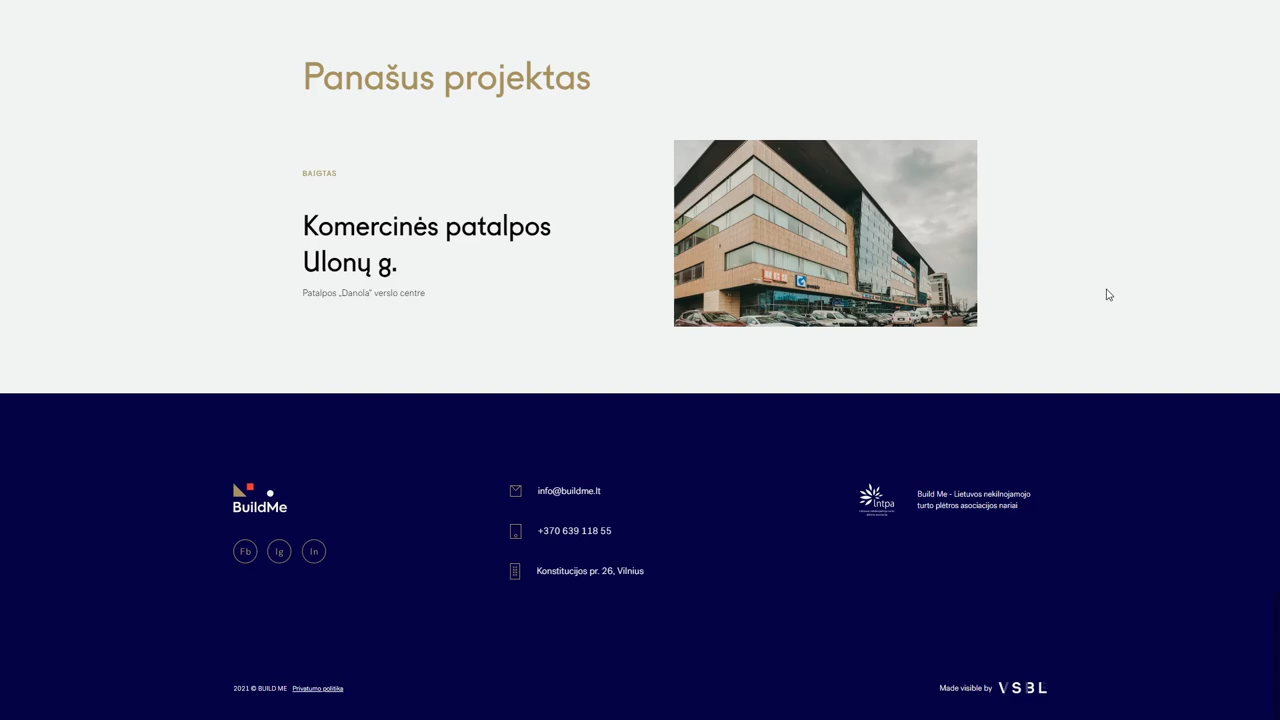 Panašus projektas
BAIGTAS
Komercinės patalpos
Ulonų g.
Patalpos „Danola“ verslo centre
BuildMe
Fb
Ig
In
info@buildme.lt
+370 639 118 55
Konstitucijos pr. 26, Vilnius
lntpa
Build Me - Lietuvos nekilnojamojo
turto plėtros asociacijos nariai
2021 © BUILD ME Privatumo politika
Made visible by VSBL